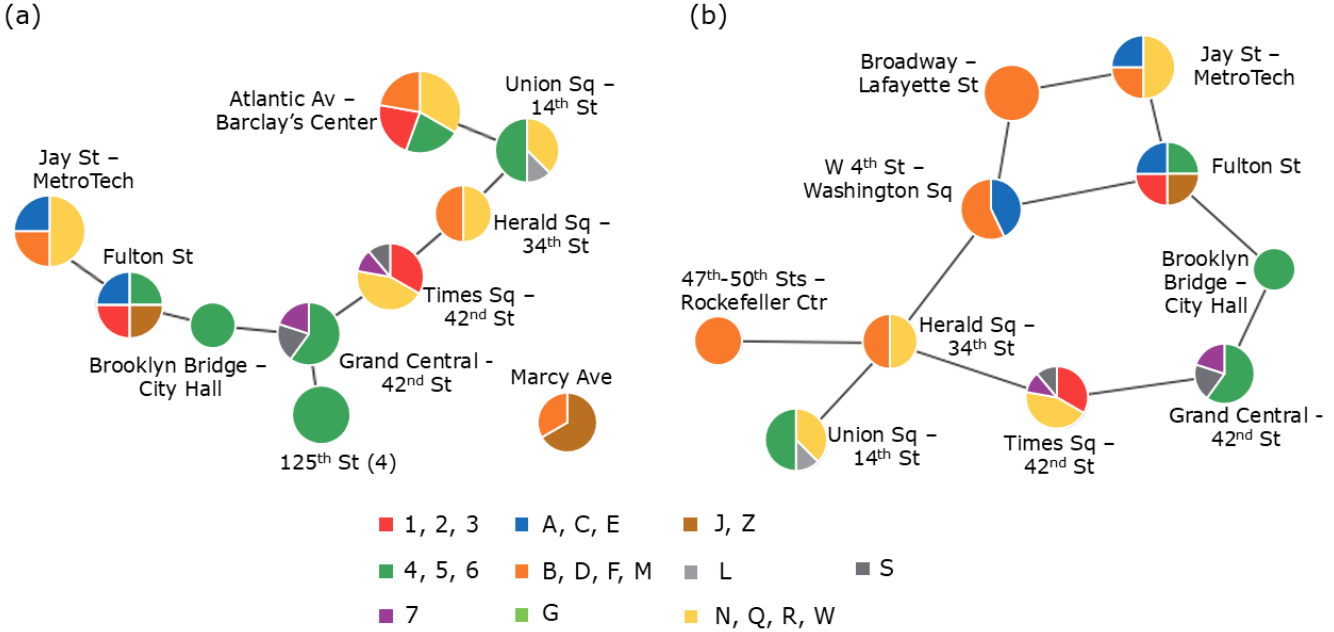 (a)
Atlantic Av –
Barclay's Center
Union Sq –
14th St
Jay St –
MetroTech
Fulton St
Herald Sq –
34th St
Times Sq –
42nd St
Brooklyn Bridge –
City Hall
Grand Central -
42nd St
Marcy Ave
125th St (4)
(b)
Broadway –
Lafayette St
Jay St –
MetroTech
W 4th St –
Washington Sq
Fulton St
47th-50th Sts –
Rockefeller Ctr
Brooklyn
Bridge –
City Hall
Herald Sq –
34th St
Union Sq –
14th St
Times Sq –
42nd St
Grand Central -
42nd St
1, 2, 3
A, C, E
J, Z
4, 5, 6
B, D, F, M
L
S
7
G
N, Q, R, W